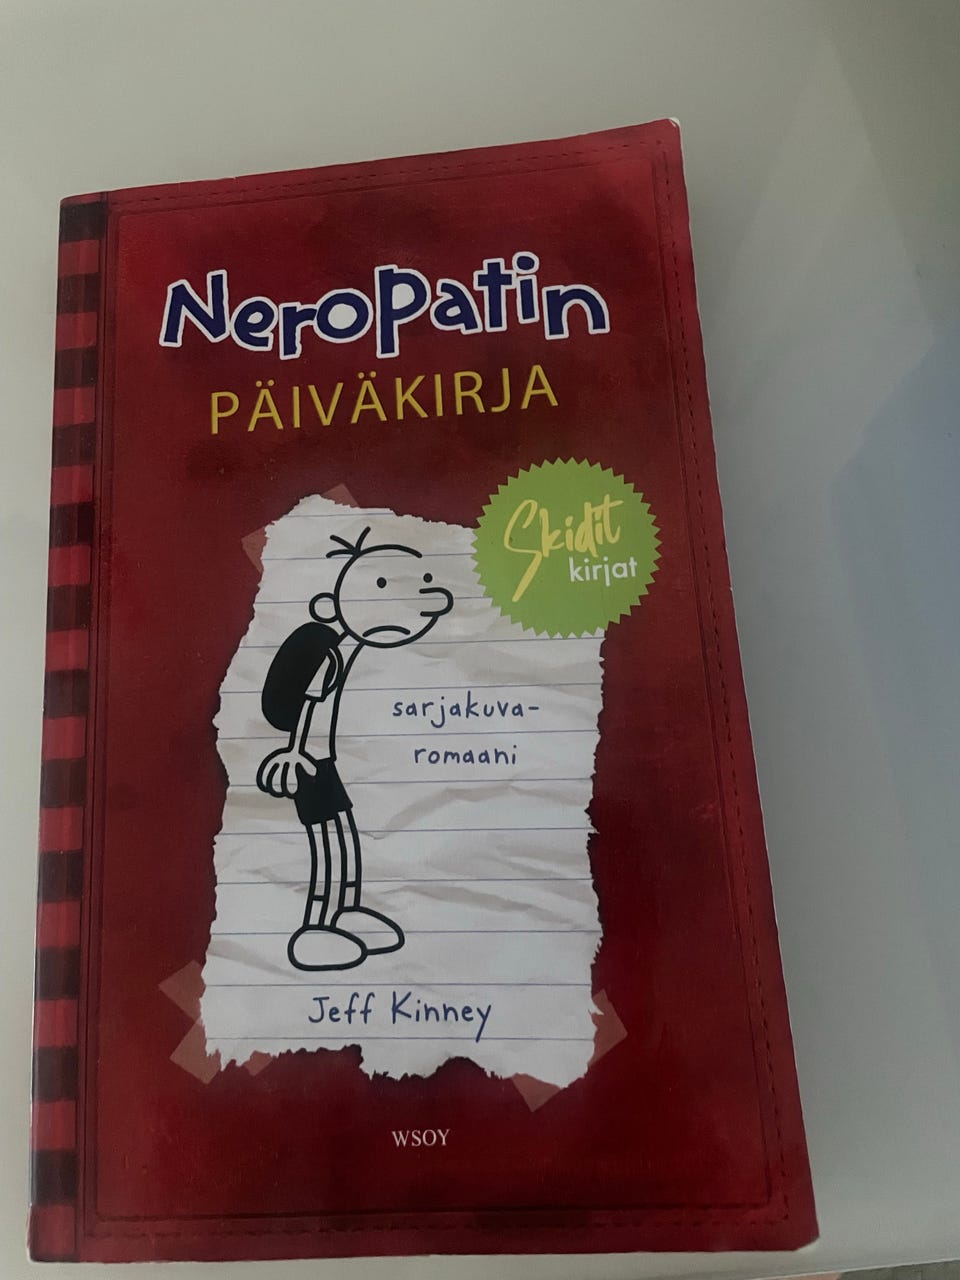 Neropatin
PÄIVÄKIRJA
Skidit
kirjat
sarjakuva-
romaani
Jeff Kinney
WSOY